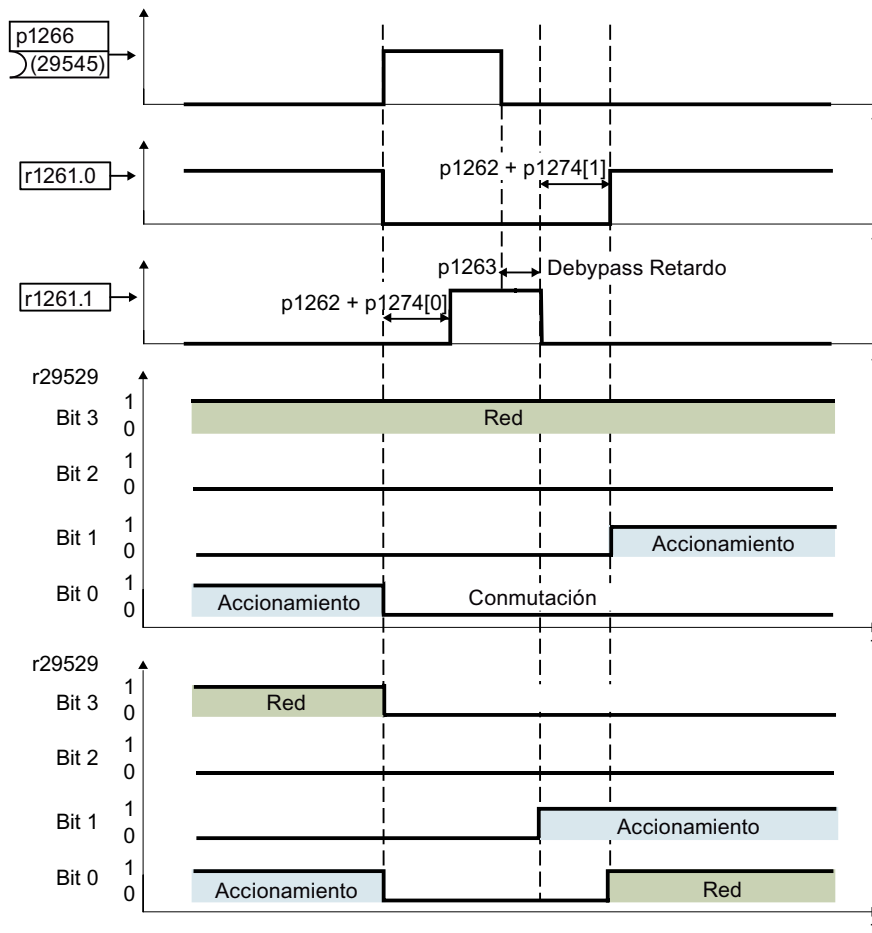 p1266
(29545)
r1261.0
p1262 + p1274[1]
r1261.1
p1263
Debypass Retardo
p1262 + p1274[0]
r29529
Bit 3
1
0
Red
Bit 2
1
0
Bit 1
1
0
Accionamiento
Bit 0
1
0
Accionamiento
Conmutación
r29529
Bit 3
1
0
Red
Bit 2
1
0
Bit 1
1
0
Accionamiento
Bit 0
1
0
Accionamiento
Red